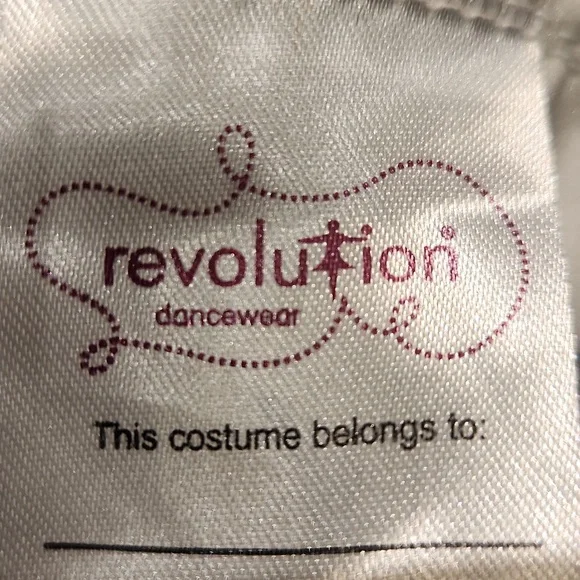 revolution®
dancewear
This costume belongs to: